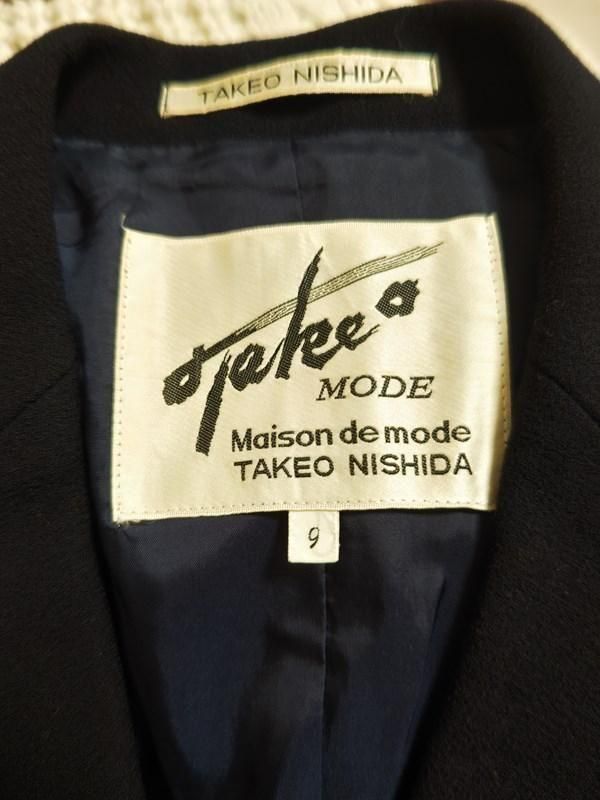 TAKEO NISHIDA
Takeo
MODE
Maison de mode
TAKEO NISHIDA
9